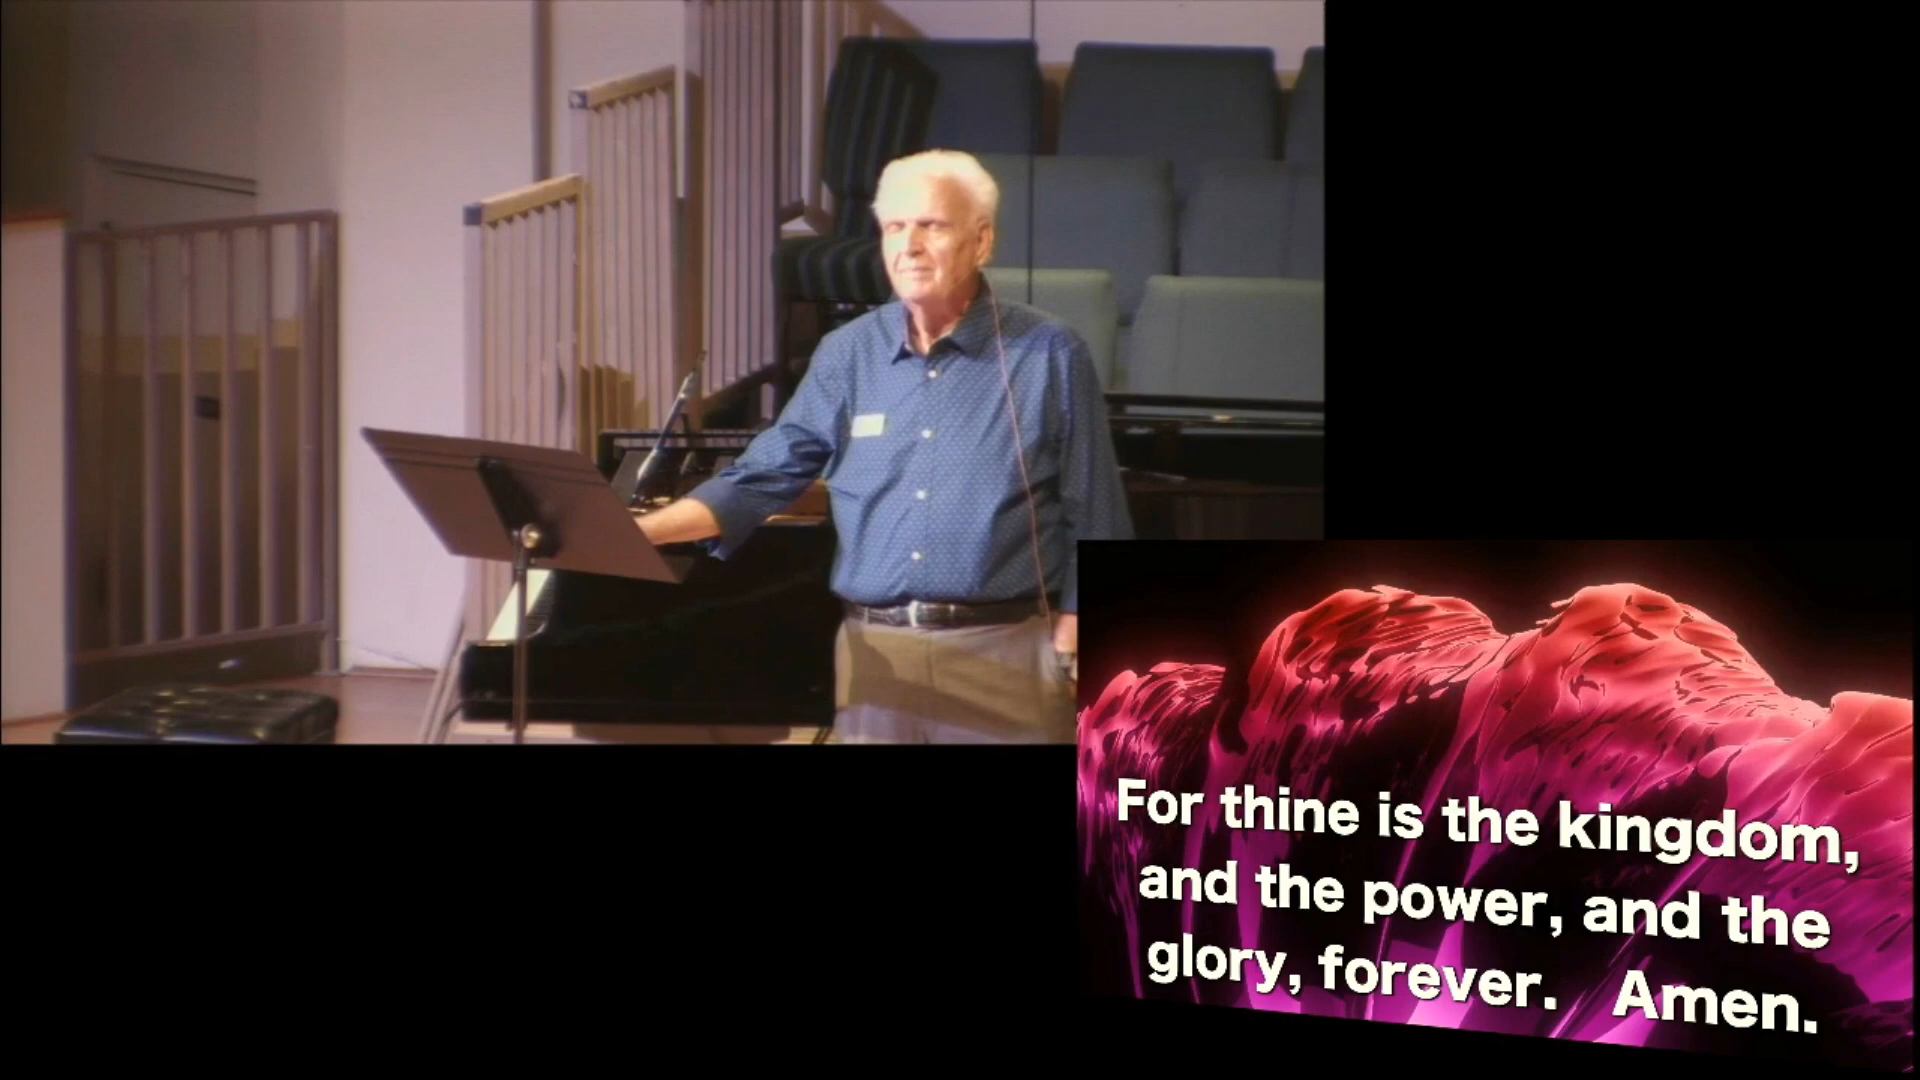 For thine is the kingdom,
and the power, and the
glory, forever. Amen.